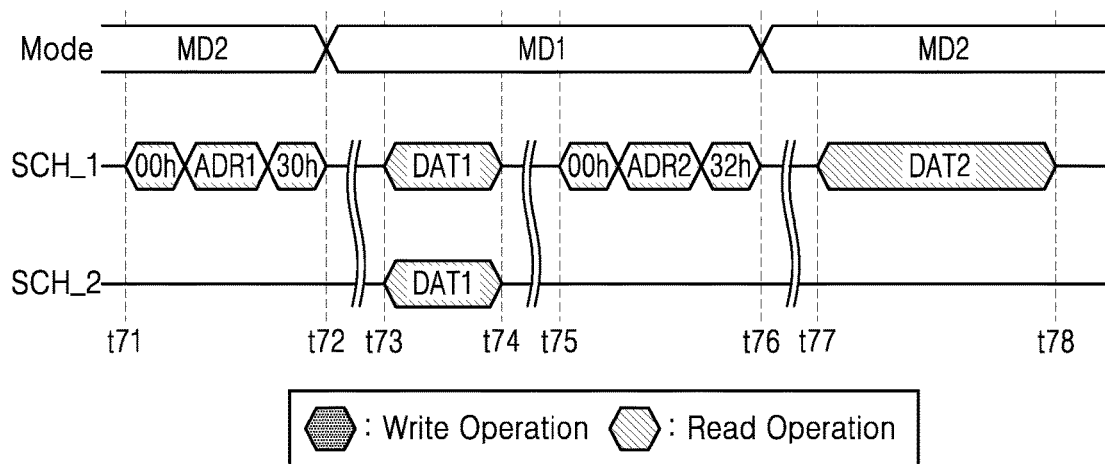 Mode MD2 MD1 MD2
SCH_1 00h ADR1 30h DAT1 00h ADR2 32h DAT2
SCH_2 DAT1
t71 t72 t73 t74 t75 t76 t77 t78
: Write Operation : Read Operation